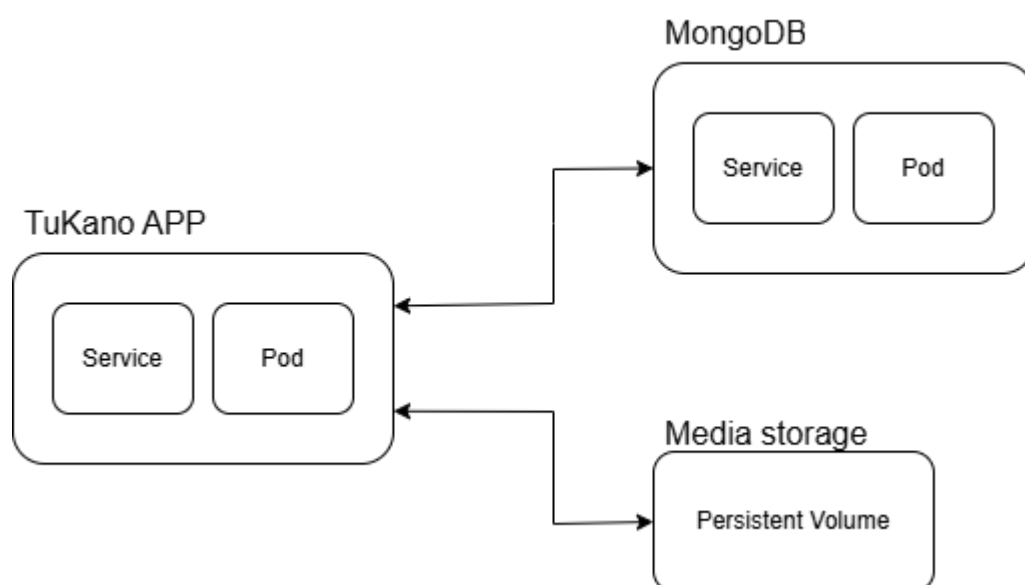 MongoDB
Service
Pod
TuKano APP
Service
Pod
Media storage
Persistent Volume